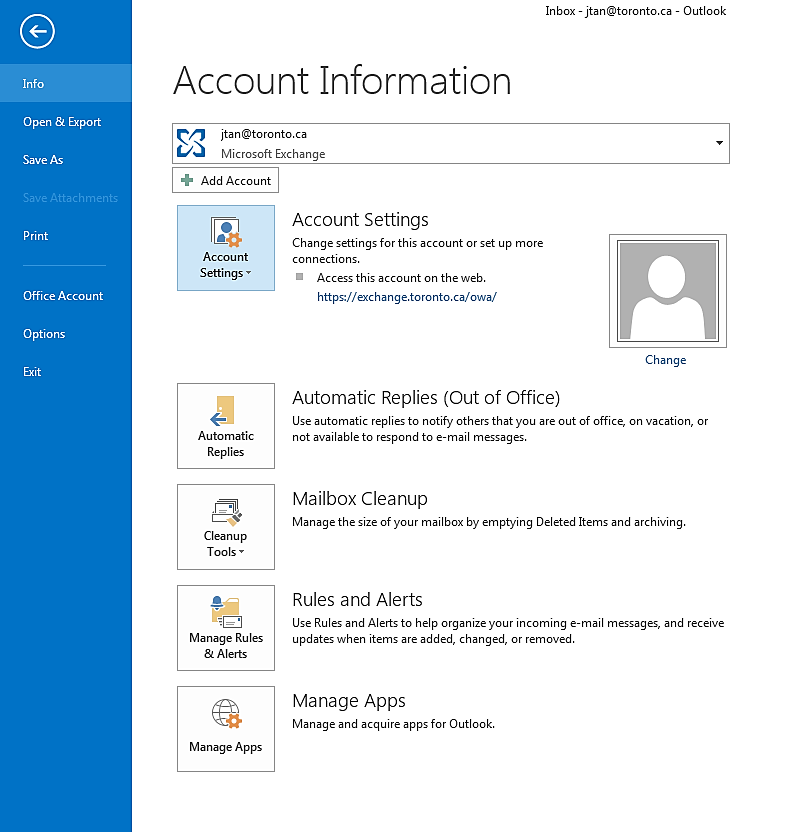 Inbox - jtan@toronto.ca - Outlook
Info
Open & Export
Save As
Save Attachments
Print
Office Account
Options
Exit
Account Information
jtan@toronto.ca
Microsoft Exchange
Add Account
Account
Settings
Account Settings
Change settings for this account or set up more
connections.
Access this account on the web.
https://exchange.toronto.ca/owa/
Change
Automatic
Replies
Automatic Replies (Out of Office)
Use automatic replies to notify others that you are out of office, on vacation, or
not available to respond to e-mail messages.
Cleanup
Tools
Mailbox Cleanup
Manage the size of your mailbox by emptying Deleted Items and archiving.
Manage Rules
& Alerts
Rules and Alerts
Use Rules and Alerts to help organize your incoming e-mail messages, and receive
updates when items are added, changed, or removed.
Manage Apps
Manage Apps
Manage and acquire apps for Outlook.